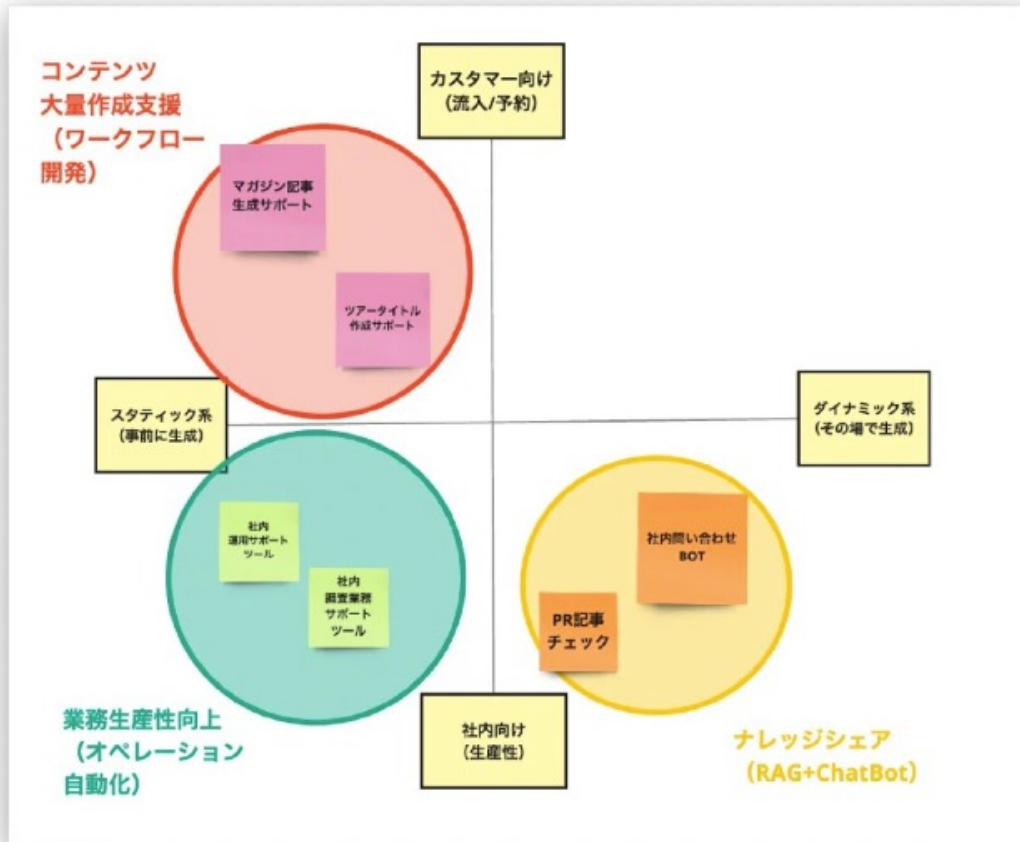 コンテンツ
大量作成支援
（ワークフロー
開発）
カスタマー向け
（流入/予約）
マガジン記事
生成サポート
ツアータイトル
作成サポート
スタティック系
（事前に生成）
ダイナミック系
（その場で生成）
社内
運用サポート
ツール
社内
調査業務
サポート
ツール
社内問い合わせ
BOT
PR記事
チェック
業務生産性向上
（オペレーション
自動化）
社内向け
（生産性）
ナレッジシェア
（RAG+ChatBot）